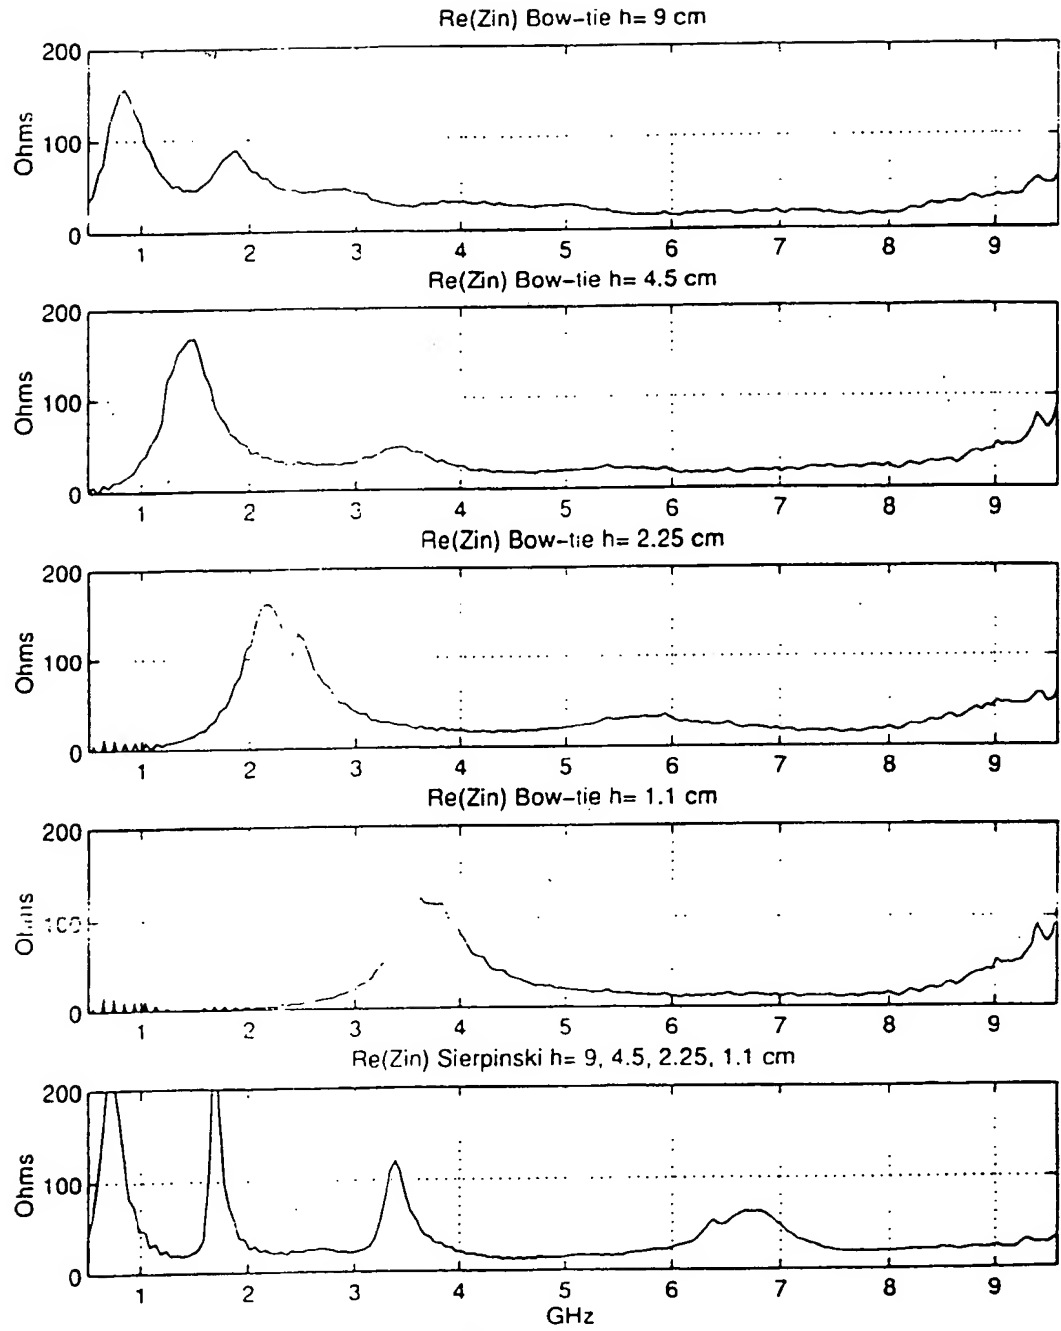 Re(Zin) Bow-tie h= 9 cm
200
100
0
Ohms
1 2 3 4 5 6 7 8 9
Re(Zin) Bow-tie h= 4.5 cm
200
100
0
Ohms
1 2 3 4 5 6 7 8 9
Re(Zin) Bow-tie h= 2.25 cm
200
100
0
Ohms
1 2 3 4 5 6 7 8 9
Re(Zin) Bow-tie h= 1.1 cm
200
100
0
Ohms
1 2 3 4 5 6 7 8 9
Re(Zin) Sierpinski h= 9, 4.5, 2.25, 1.1 cm
200
100
0
Ohms
1 2 3 4 5 6 7 8 9
GHz